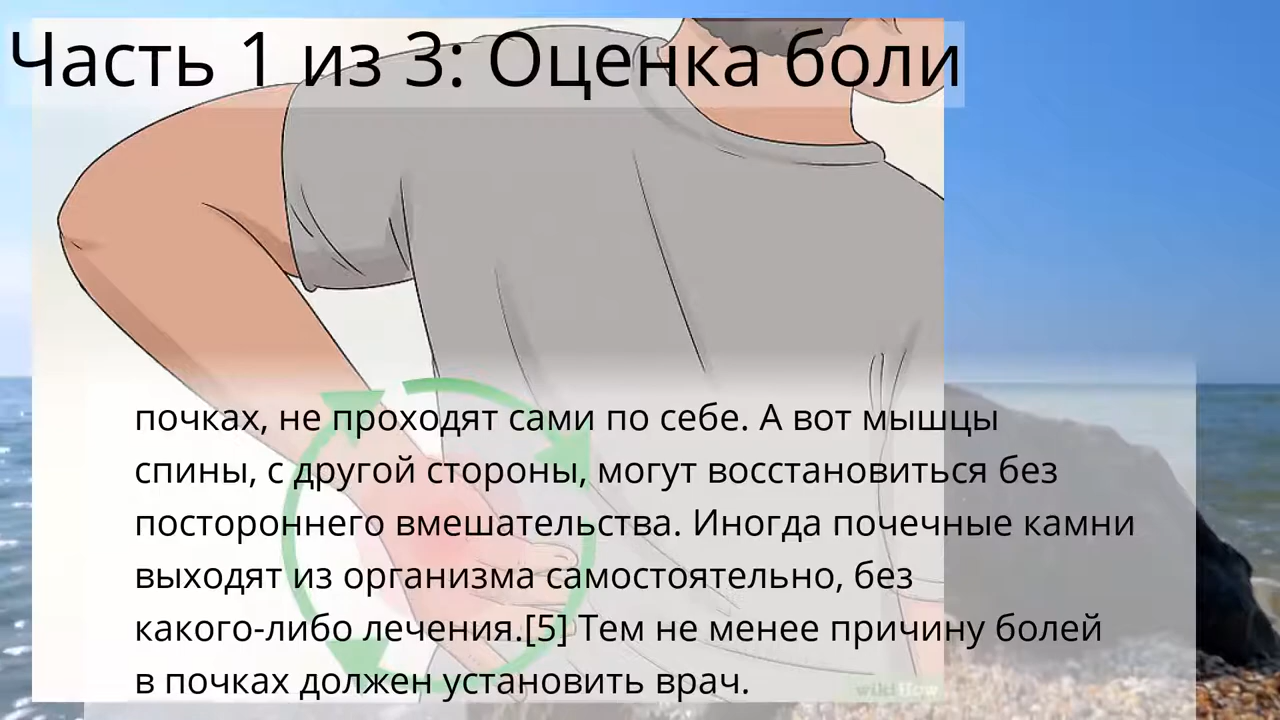 Часть 1 из 3: Оценка боли
почках, не проходят сами по себе. А вот мышцы
спины, с другой стороны, могут восстановиться без
постороннего вмешательства. Иногда почечные камни
выходят из организма самостоятельно, без
какого-либо лечения.[5] Тем не менее причину болей
в почках должен установить врач.
wikiHow